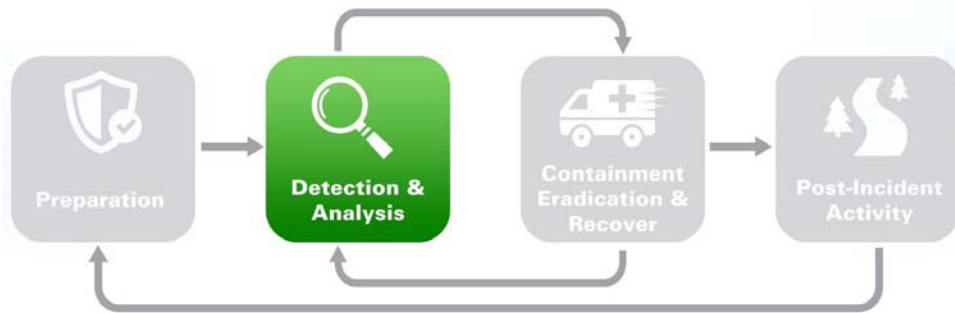 Preparation
Detection &
Analysis
Containment
Eradication &
Recover
Post-Incident
Activity